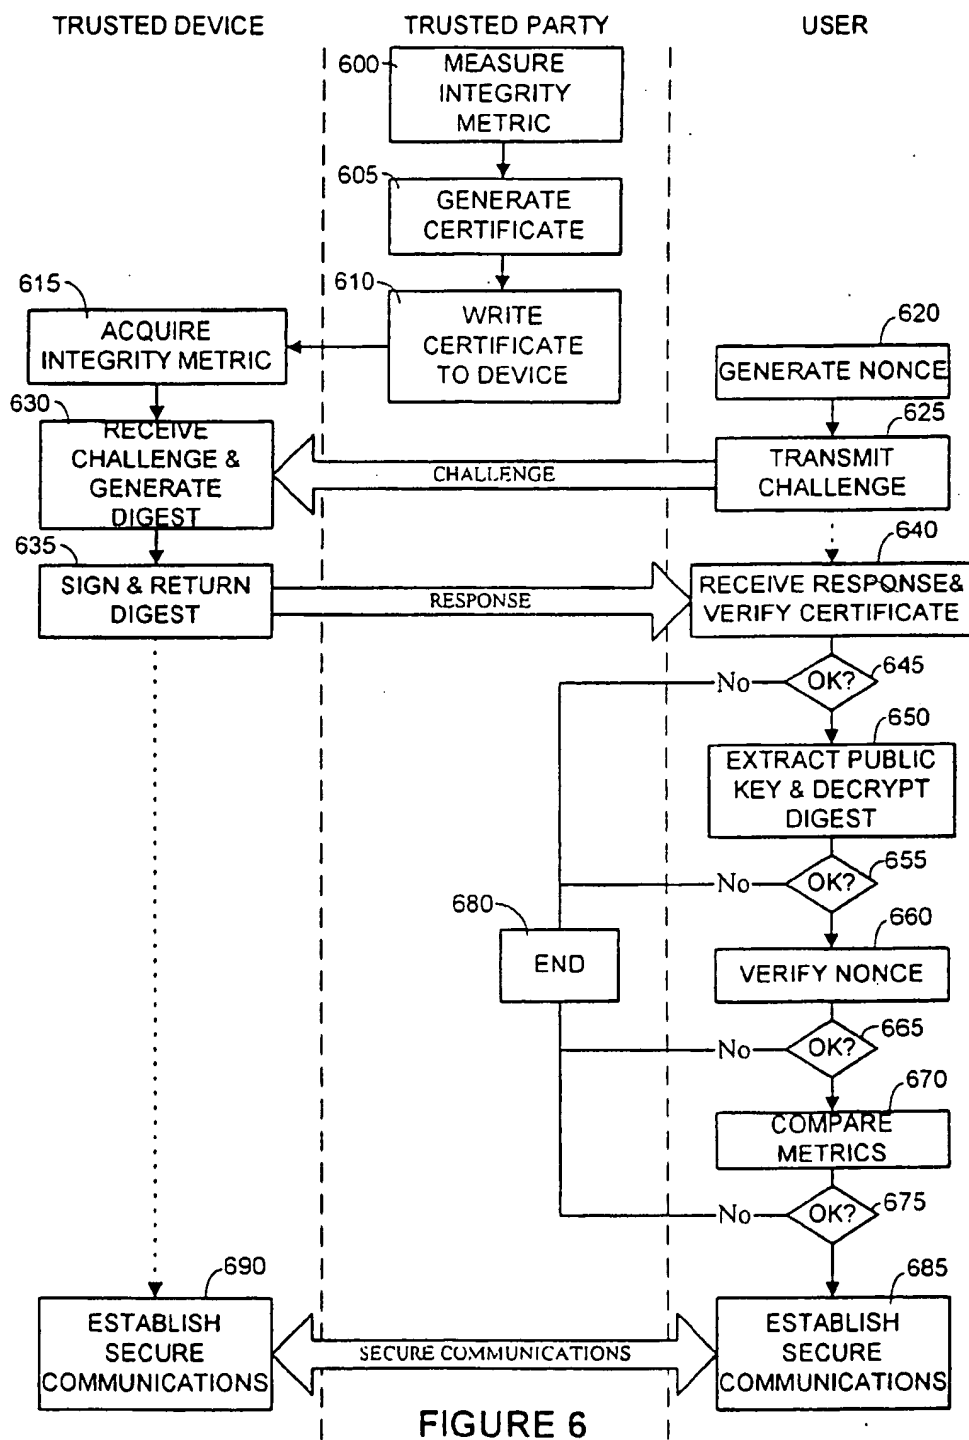 TRUSTED DEVICE
TRUSTED PARTY
USER
600
MEASURE
INTEGRITY
METRIC
605
GENERATE
CERTIFICATE
610
WRITE
CERTIFICATE
TO DEVICE
615
ACQUIRE
INTEGRITY METRIC
620
GENERATE NONCE
625
TRANSMIT
CHALLENGE
CHALLENGE
630
RECEIVE
CHALLENGE &
GENERATE
DIGEST
635
SIGN & RETURN
DIGEST
RESPONSE
640
RECEIVE RESPONSE&
VERIFY CERTIFICATE
645
OK?
No
650
EXTRACT PUBLIC
KEY & DECRYPT
DIGEST
655
OK?
No
680
END
660
VERIFY NONCE
665
OK?
No
670
COMPARE
METRICS
675
OK?
No
690
ESTABLISH
SECURE
COMMUNICATIONS
SECURE COMMUNICATIONS
685
ESTABLISH
SECURE
COMMUNICATIONS
FIGURE 6